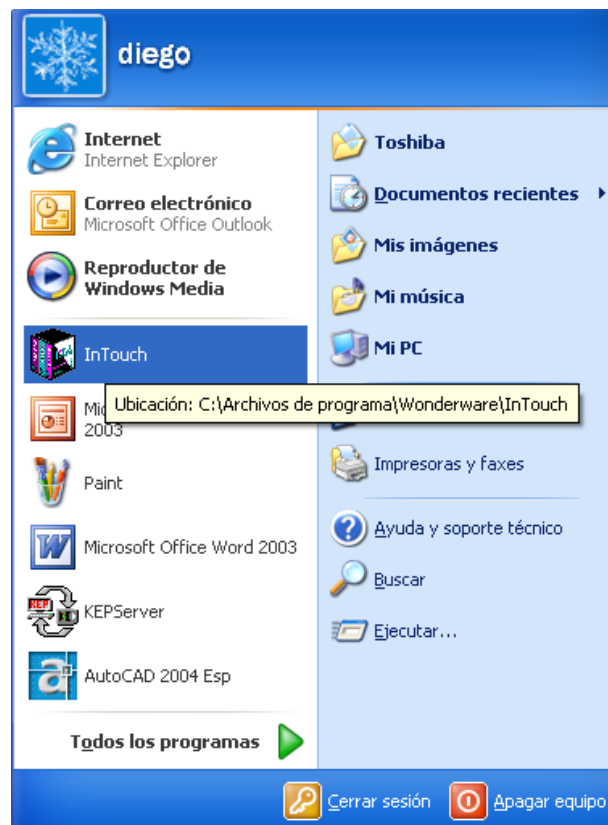 diego
Internet
Internet Explorer
Correo electrónico
Microsoft Office Outlook
Reproductor de
Windows Media
InTouch
Ubicación: C:\Archivos de programa\Wonderware\InTouch
2003
Paint
Microsoft Office Word 2003
KEPServer
AutoCAD 2004 Esp
Todos los programas
Toshiba
Documentos recientes
Mis imágenes
Mi música
Mi PC
Impresoras y faxes
Ayuda y soporte técnico
Buscar
Ejecutar...
Cerrar sesión
Apagar equipo